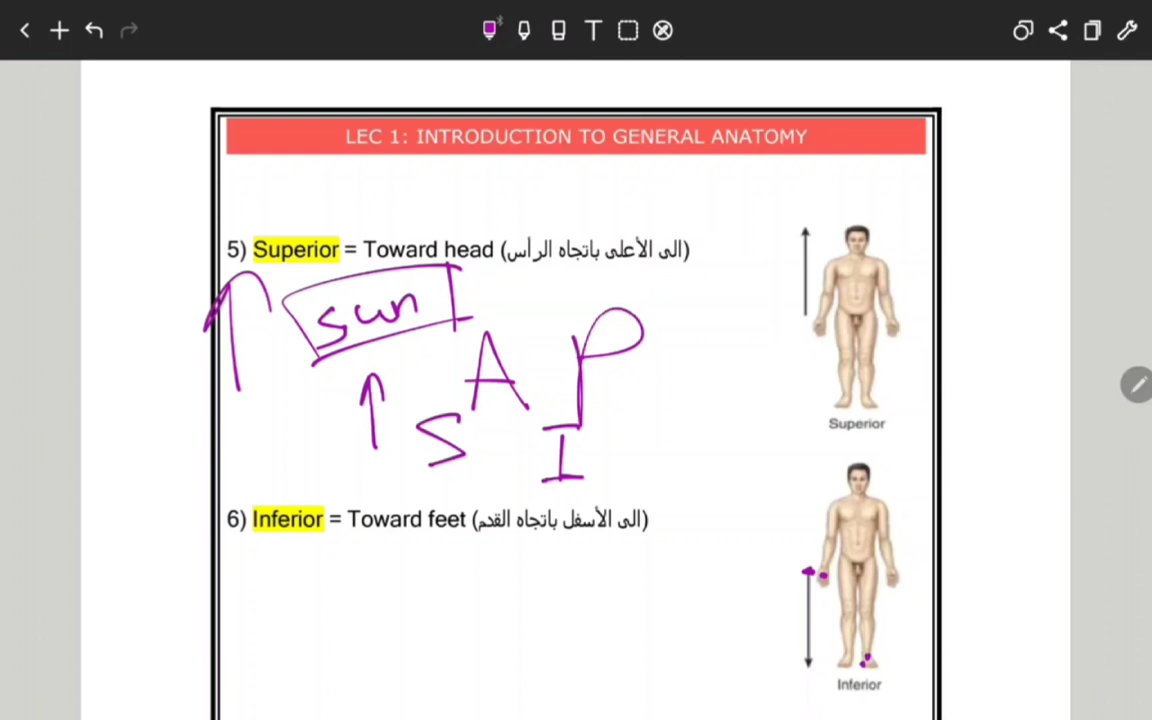 LEC 1: INTRODUCTION TO GENERAL ANATOMY
5) Superior = Toward head (الى الأعلى باتجاه الرأس)
sun
A P
S I
Superior
6) Inferior = Toward feet (الى الأسفل باتجاه القدم)
Inferior